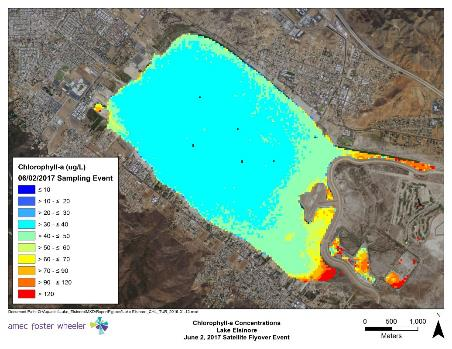 Chlorophyll-a (ug/L)
06/02/2017 Sampling Event
≤ 10
> 10 - ≤ 20
> 20 - ≤ 30
> 30 - ≤ 40
> 40 - ≤ 50
> 50 - ≤ 60
> 60 - ≤ 70
> 70 - ≤ 90
> 90 - ≤ 120
> 120
amec foster wheeler
Chlorophyll-a Concentrations
Lake Elsinore
June 2, 2017 Satellite Flyover Event
0 500 1,000
Meters